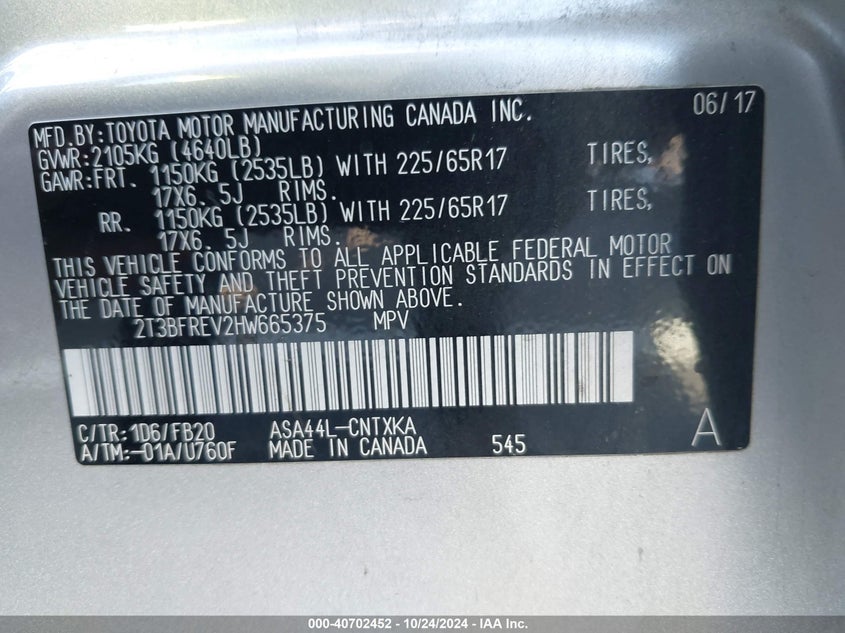 MFD.BY:TOYOTA MOTOR MANUFACTURING CANADA INC. 06/17
GVWR:2105KG (4640LB)
GAWR:FRT. 1150KG (2535LB) WITH 225/65R17 TIRES,
17X6.5J RIMS.
RR. 1150KG (2535LB) WITH 225/65R17 TIRES,
17X6.5J RIMS.
THIS VEHICLE CONFORMS TO ALL APPLICABLE FEDERAL MOTOR
VEHICLE SAFETY AND THEFT PREVENTION STANDARDS IN EFFECT ON
THE DATE OF MANUFACTURE SHOWN ABOVE.
2T3BFREV2HW665375 MPV
C/TR:1D6/FB20 ASA44L-CNTXKA A
A/TM:-01A/U760F MADE IN CANADA 545
000-40702452 - 10/24/2024 - IAA Inc.